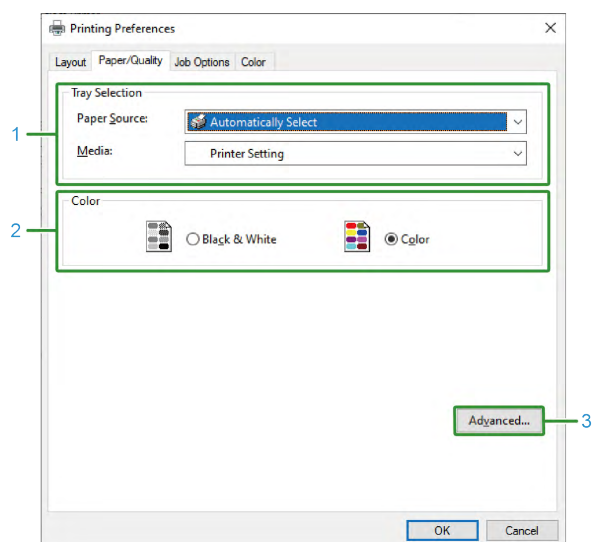 Printing Preferences
Layout Paper/Quality Job Options Color
Tray Selection
1
Paper Source: Automatically Select
Media: Printer Setting
Color
2
Black & White Color
Advanced... 3
OK Cancel